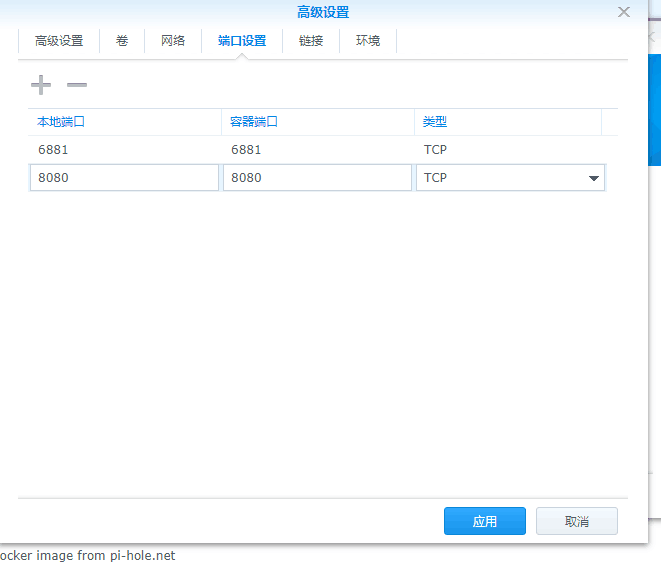 高级设置
高级设置 卷 网络 端口设置 链接 环境
本地端口 容器端口 类型
6881 6881 TCP
8080 8080 TCP
应用 取消
ocker image from pi-hole.net